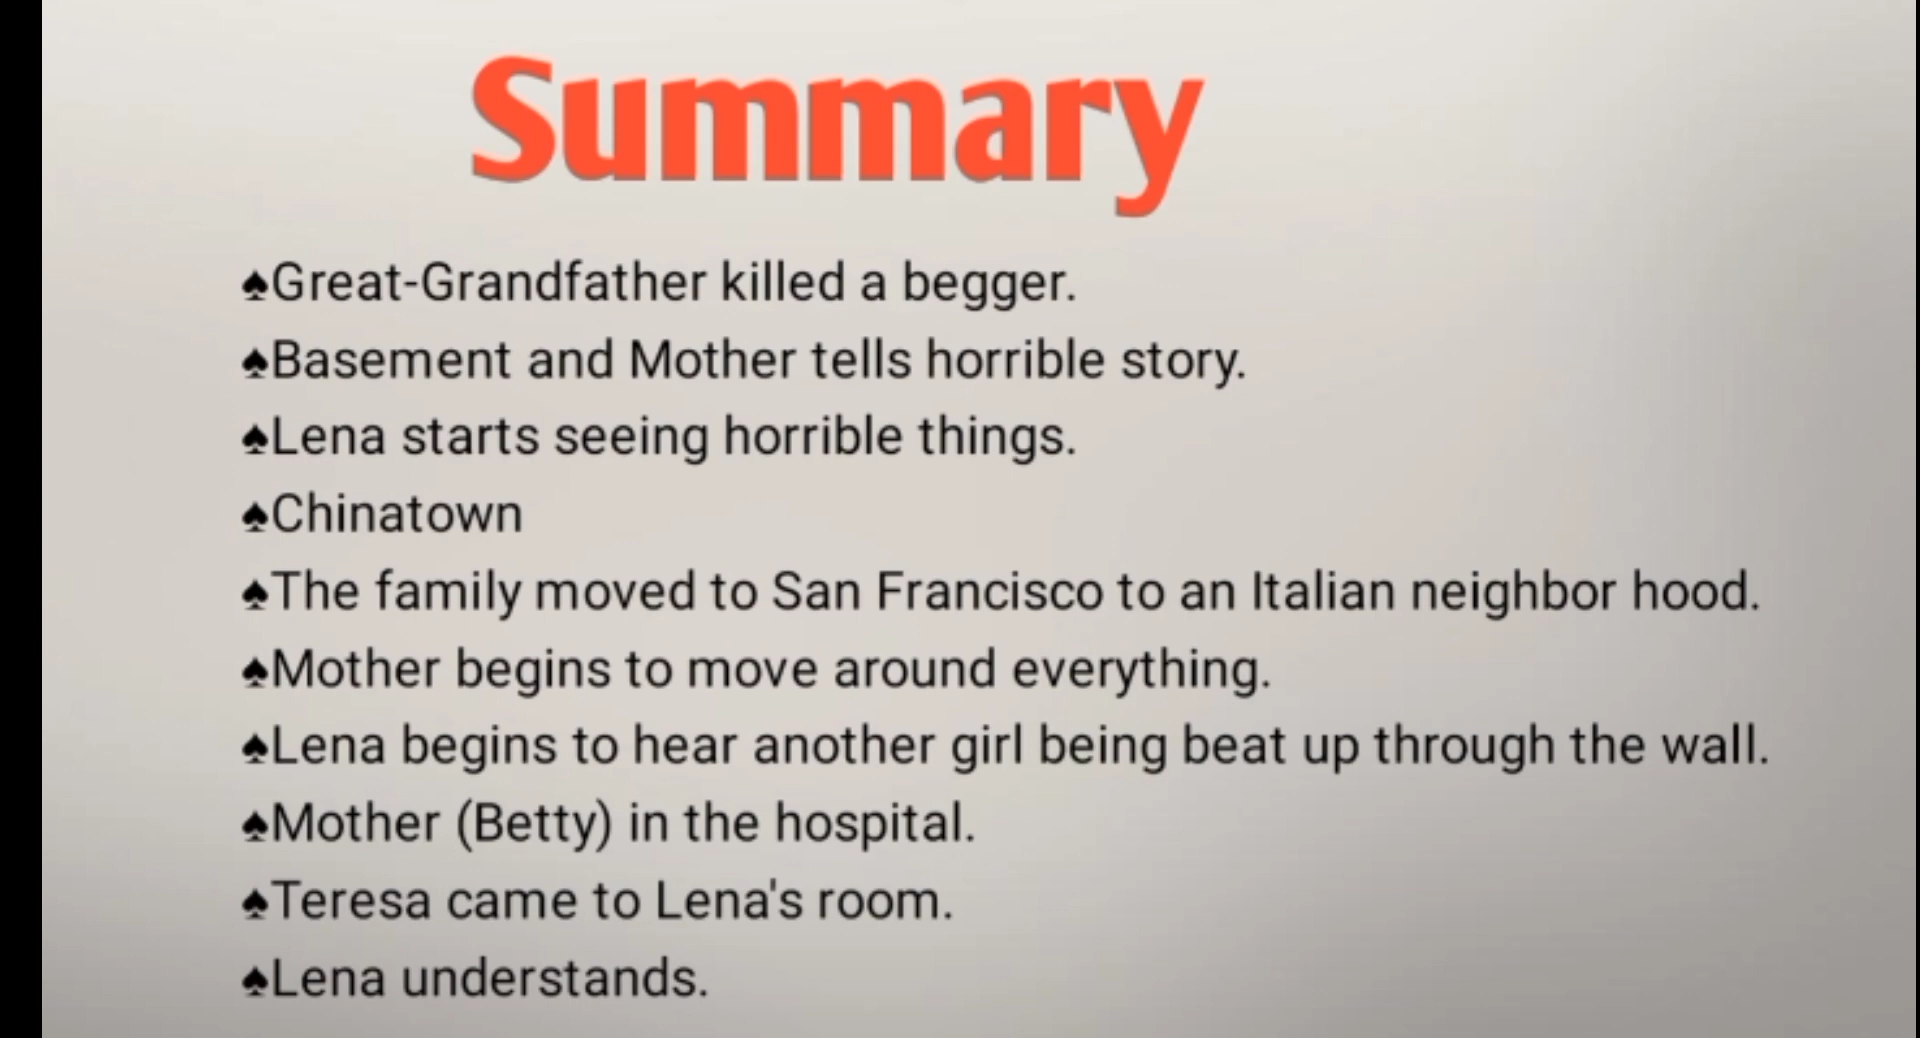 Summary
♠Great-Grandfather killed a begger.
♠Basement and Mother tells horrible story.
♠Lena starts seeing horrible things.
♠Chinatown
♠The family moved to San Francisco to an Italian neighbor hood.
♠Mother begins to move around everything.
♠Lena begins to hear another girl being beat up through the wall.
♠Mother (Betty) in the hospital.
♠Teresa came to Lena's room.
♠Lena understands.